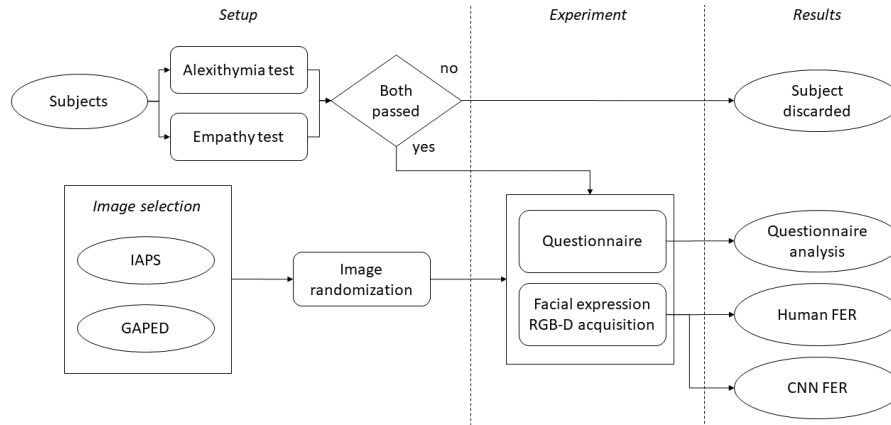 Setup
Experiment
Results
Subjects
Alexithymia test
Empathy test
Both
passed
no
yes
Subject
discarded
Image selection
IAPS
GAPED
Image
randomization
Questionnaire
Facial expression
RGB-D acquisition
Questionnaire
analysis
Human FER
CNN FER